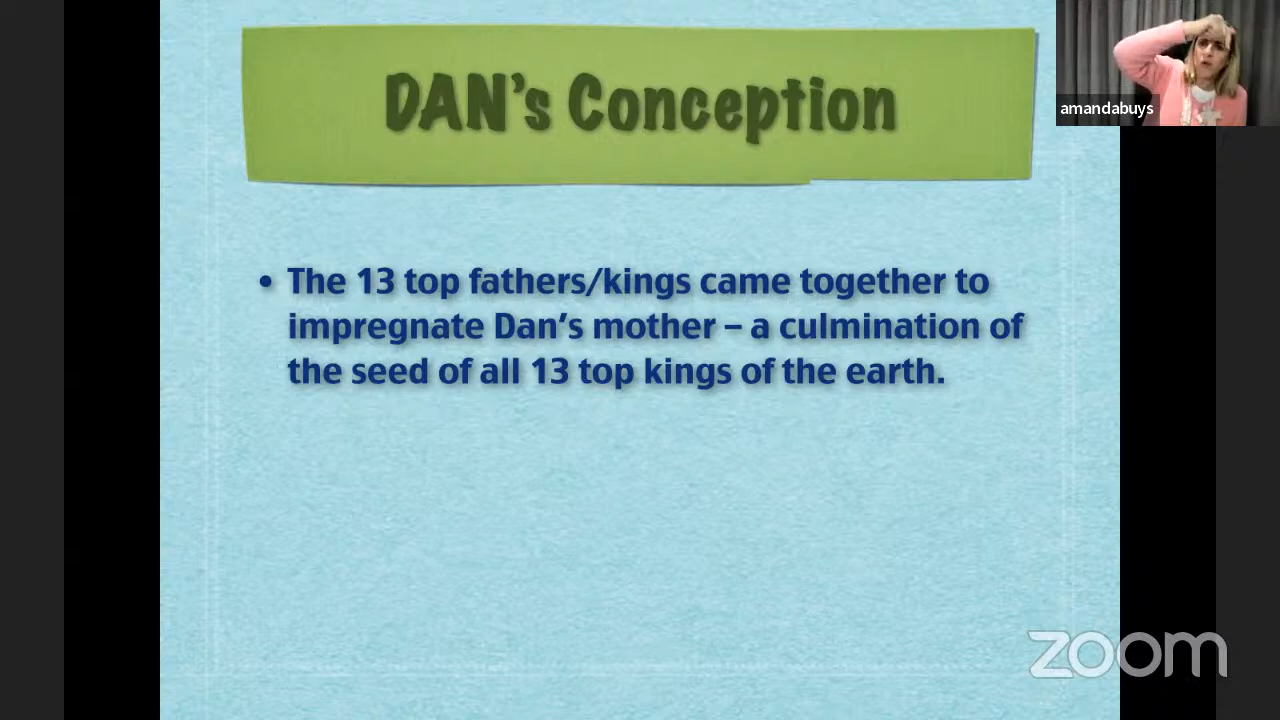 DAN's Conception
amandabuys
• The 13 top fathers/kings came together to
impregnate Dan's mother – a culmination of
the seed of all 13 top kings of the earth.
zoom